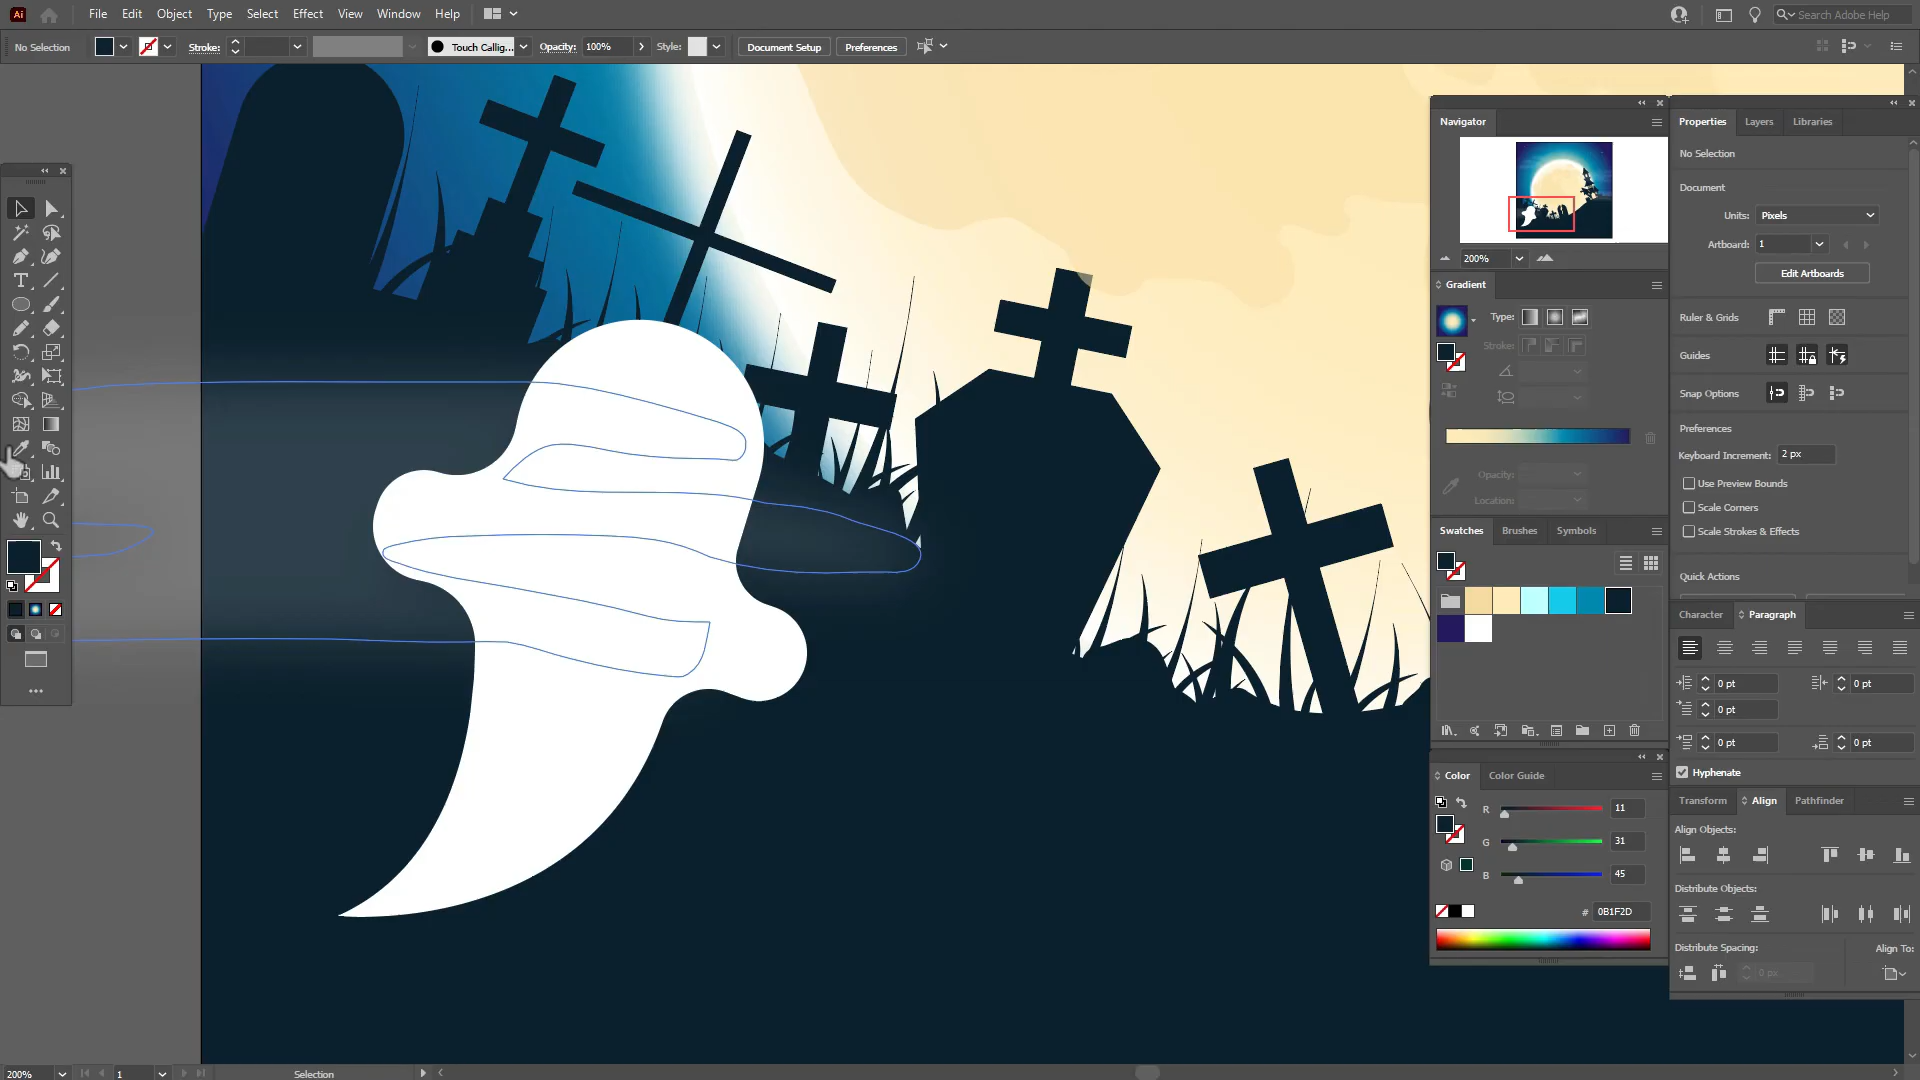 Ai
File Edit Object Type Select Effect View Window Help
Search Adobe Help
No Selection
Stroke:
Touch Callig...
Opacity: 100%
Style:
Document Setup
Preferences
Navigator
200%
Gradient
Type:
Stroke:
Opacity:
Location:
Swatches Brushes Symbols
Color Color Guide
R 11
G 31
B 45
# 0B1F2D
Properties Layers Libraries
No Selection
Document
Units: Pixels
Artboard: 1
Edit Artboards
Ruler & Grids
Guides
Snap Options
Preferences
Keyboard Increment: 2 px
Use Preview Bounds
Scale Corners
Scale Strokes & Effects
Quick Actions
Character Paragraph
0 pt 0 pt
0 pt
0 pt 0 pt
Hyphenate
Transform Align Pathfinder
Align Objects:
Distribute Objects:
Distribute Spacing: Align To:
0 px
200% 1 Selection